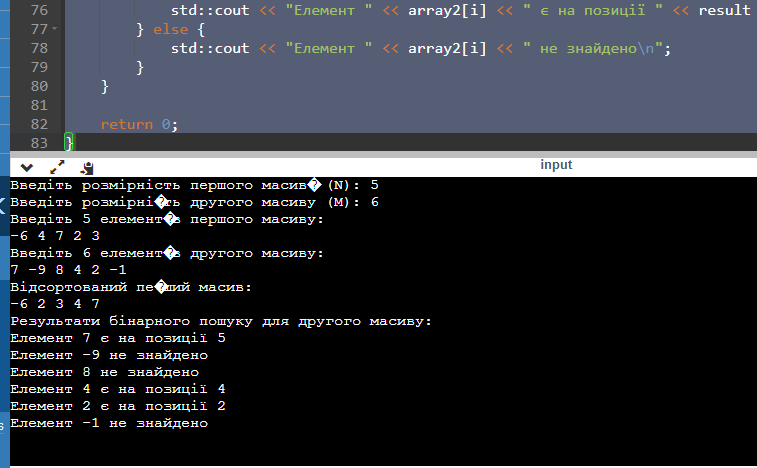 76 std::cout << "Елемент " << array2[i] << " є на позиції " << result
77 } else {
78 std::cout << "Елемент " << array2[i] << " не знайдено\n";
79 }
80 }
81
82 return 0;
83 }
input
Введіть розмірність першого масив� (N): 5
Введіть розмірні�ть другого масиву (M): 6
Введіть 5 елемент�в першого масиву:
-6 4 7 2 3
Введіть 6 елемент�в другого масиву:
7 -9 8 4 2 -1
Відсортований пе�ший масив:
-6 2 3 4 7
Результати бінарного пошуку для другого масиву:
Елемент 7 є на позиції 5
Елемент -9 не знайдено
Елемент 8 не знайдено
Елемент 4 є на позиції 4
Елемент 2 є на позиції 2
Елемент -1 не знайдено